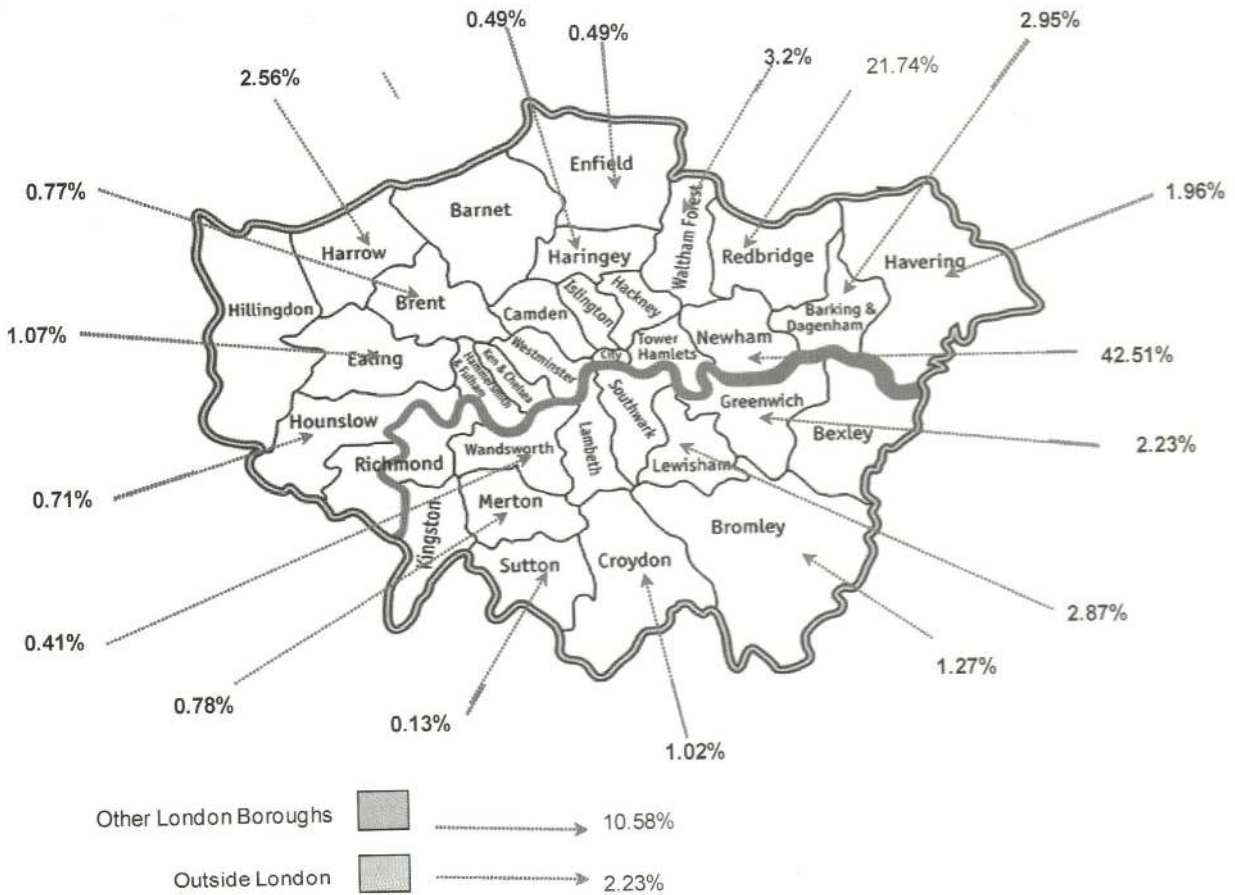 0.49%
0.49%
2.95%
3.2%
21.74%
2.56%
0.77%
1.96%
Enfield
Barnet
Harrow
Haringey
Waltham Forest
Redbridge
Havering
Hillingdon
Brent
Camden
Islington
Hackney
Barking &
Dagenham
1.07%
Ealing
Westminster
City
Tower
Hamlets
Newham
42.51%
Ken & Chelsea
Hammersmith
& Fulham
Hounslow
Southwark
Greenwich
Bexley
2.23%
Richmond
Wandsworth
Lambeth
Lewisham
0.71%
Merton
Kingston
Bromley
Sutton
Croydon
0.41%
2.87%
1.27%
0.78%
0.13%
1.02%
Other London Boroughs
10.58%
Outside London
2.23%